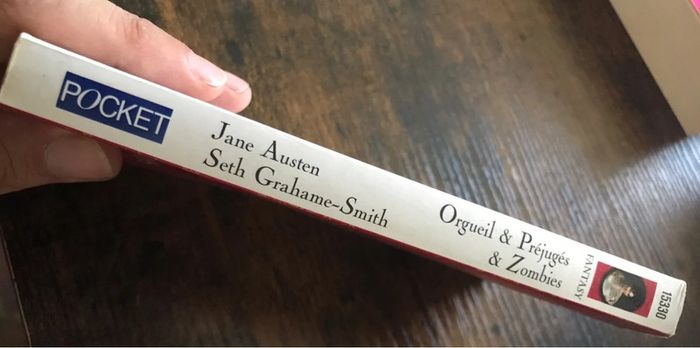 POCKET
Jane Austen
Seth Grahame-Smith
Orgueil & Préjugés
& Zombies
FANTASY
15330